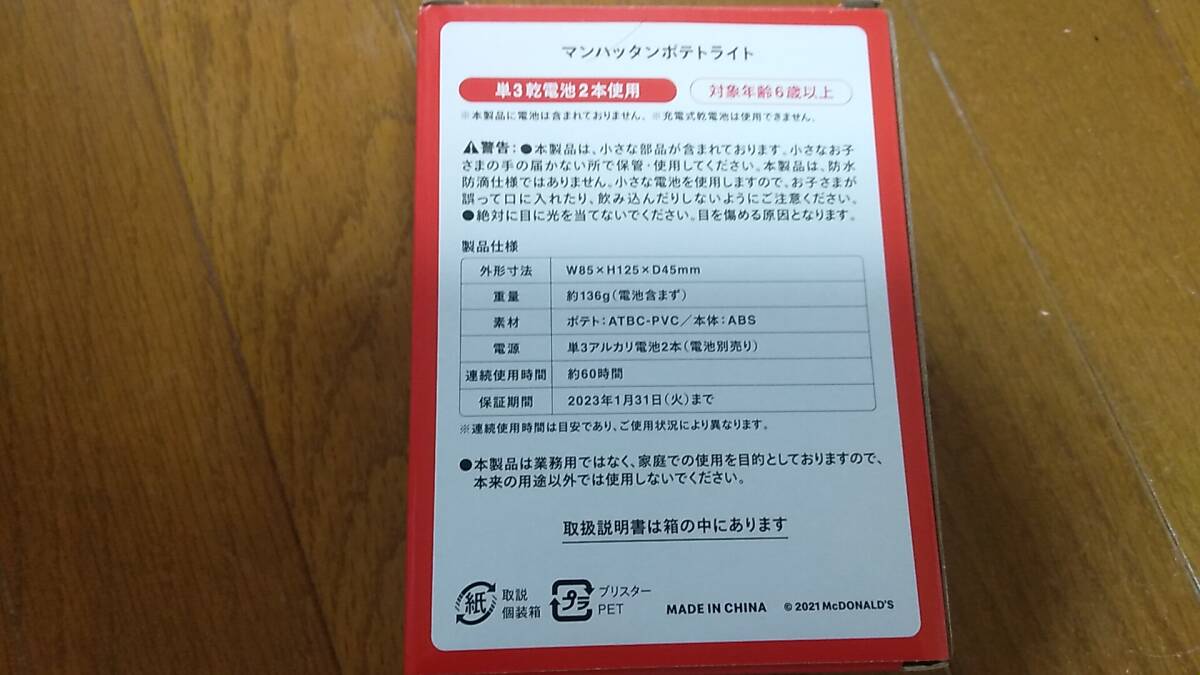 マンハッタンポテトライト
単3乾電池2本使用 対象年齢6歳以上
※本製品に電池は含まれておりません。※充電式乾電池は使用できません。
警告：●本製品は、小さな部品が含まれております。小さなお子
さまの手の届かない所で保管・使用してください。本製品は、防水
防滴仕様ではありません。小さな電池を使用しますので、お子さまが
誤って口に入れたり、飲み込んだりしないようにご注意ください。
●絶対に目に光を当てないでください。目を傷める原因となります。
製品仕様
外形寸法 W85×H125×D45mm
重量 約136g(電池含まず)
素材 ポテト：ATBC-PVC／本体：ABS
電源 単3アルカリ電池2本(電池別売り)
連続使用時間 約60時間
保証期間 2023年1月31日(火)まで
※連続使用時間は目安であり、ご使用状況により異なります。
●本製品は業務用ではなく、家庭での使用を目的としておりますので、
本来の用途以外では使用しないでください。
取扱説明書は箱の中にあります
紙 取説 プラ ブリスター
個装箱 PET MADE IN CHINA © 2021 McDONALD'S